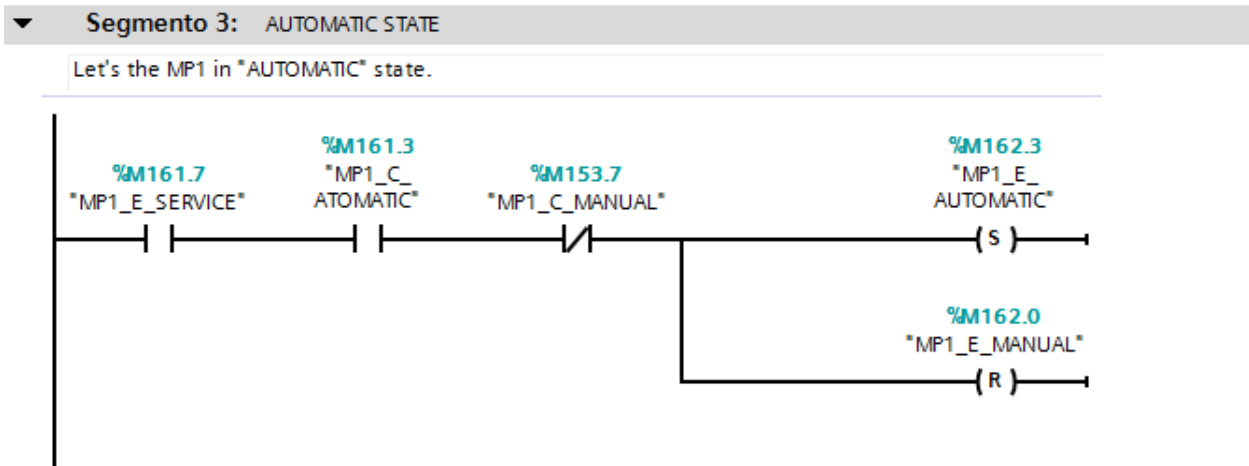 Segmento 3: AUTOMATIC STATE
Let's the MP1 in "AUTOMATIC" state.
%M161.7
"MP1_E_SERVICE"
%M161.3
"MP1_C_
ATOMATIC"
%M153.7
"MP1_C_MANUAL"
%M162.3
"MP1_E_
AUTOMATIC"
S
%M162.0
"MP1_E_MANUAL"
R